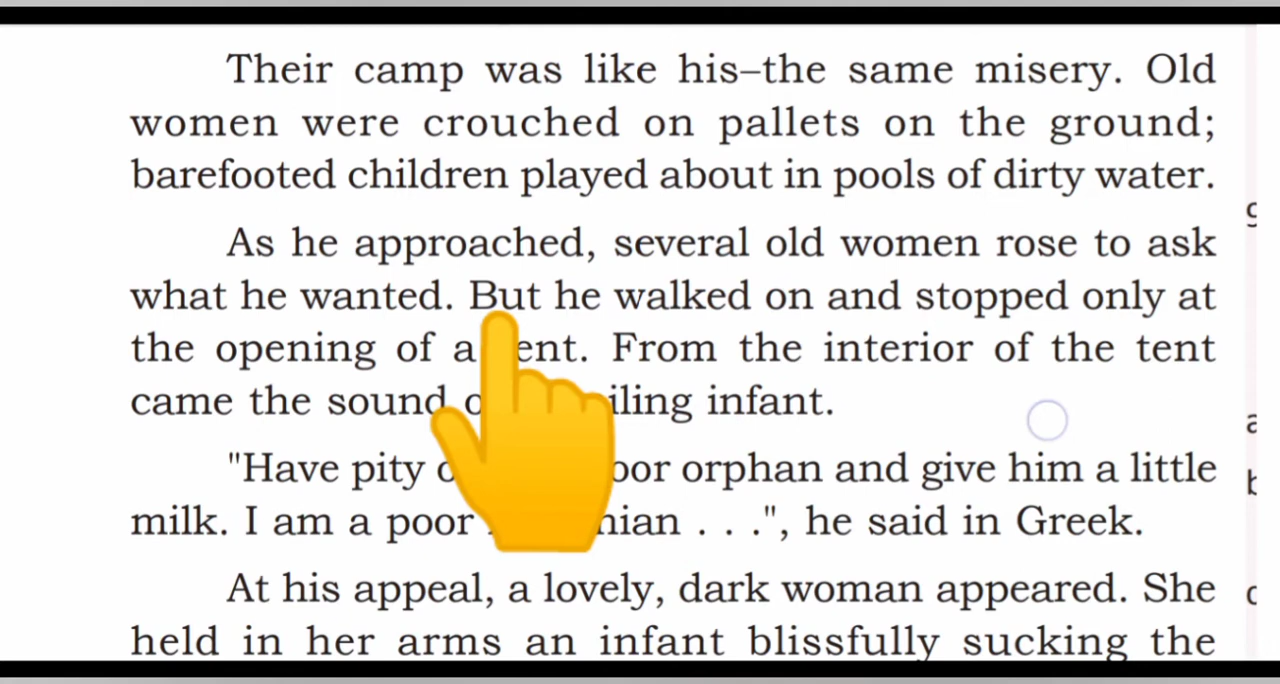 Their camp was like his–the same misery. Old
women were crouched on pallets on the ground;
barefooted children played about in pools of dirty water.
As he approached, several old women rose to ask
what he wanted. But he walked on and stopped only at
the opening of a ent. From the interior of the tent
came the sound iling infant.
"Have pity oor orphan and give him a little
milk. I am a poor nian . . .", he said in Greek.
At his appeal, a lovely, dark woman appeared. She
held in her arms an infant blissfully sucking the